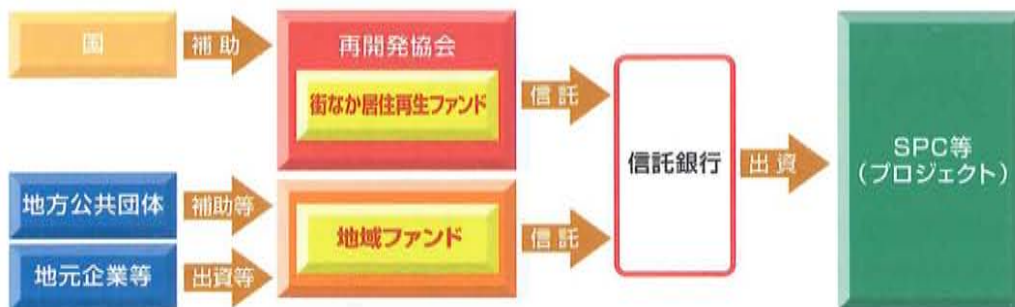 国
補助
再開発協会
街なか居住再生ファンド
信託
地方公共団体
補助等
地域ファンド
信託
地元企業等
出資等
信託銀行
出資
SPC等
(プロジェクト)